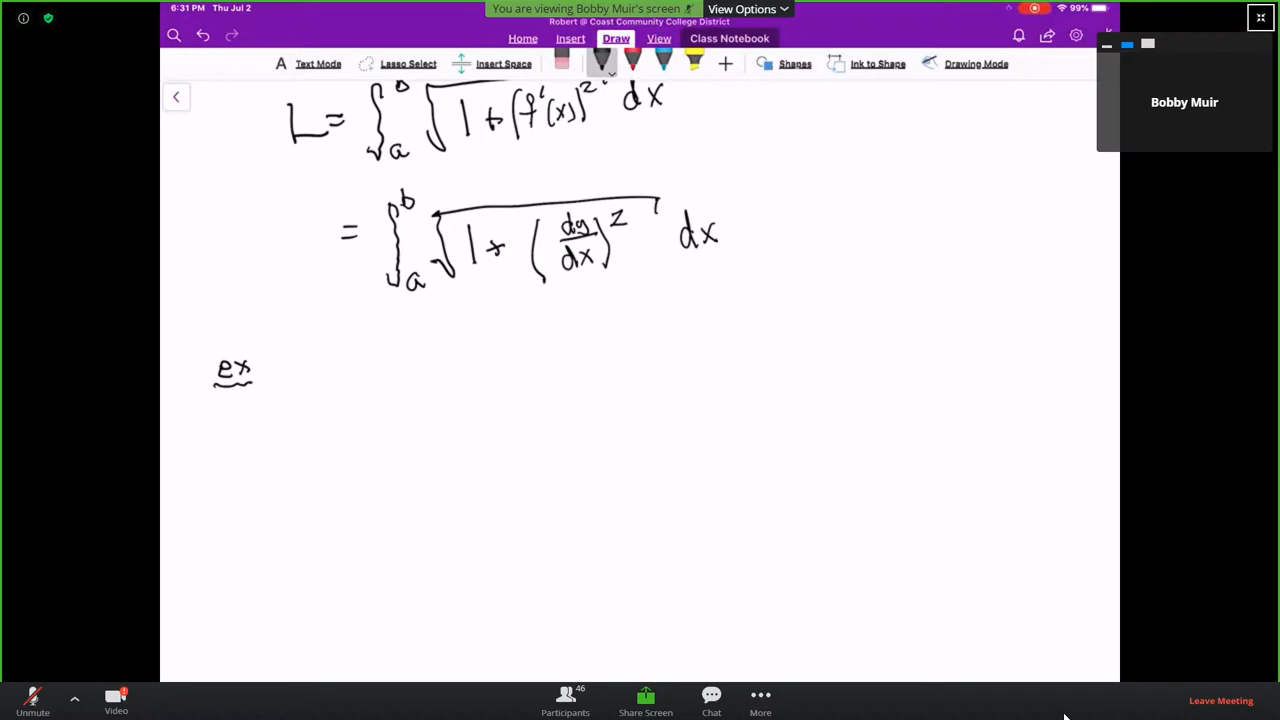 You are viewing Bobby Muir's screen View Options
6:31 PM Thu Jul 2
99%
Robert @ Coast Community College District
Home Insert Draw View Class Notebook
Text Mode Lasso Select Insert Space Shapes Ink to Shape Drawing Mode
Bobby Muir
L = ∫_a^b √(1 + (f'(x))^2) dx
= ∫_a^b √(1 + (dy/dx)^2) dx
ex
46
Unmute Video Participants Share Screen Chat More Leave Meeting